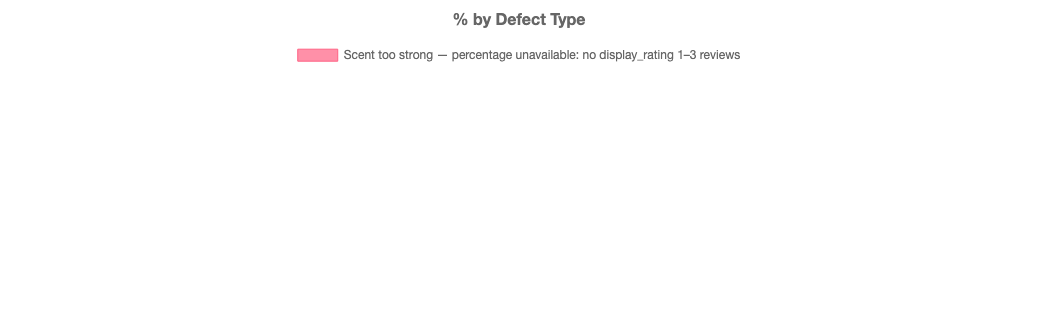 % by Defect Type
Scent too strong — percentage unavailable: no display_rating 1–3 reviews